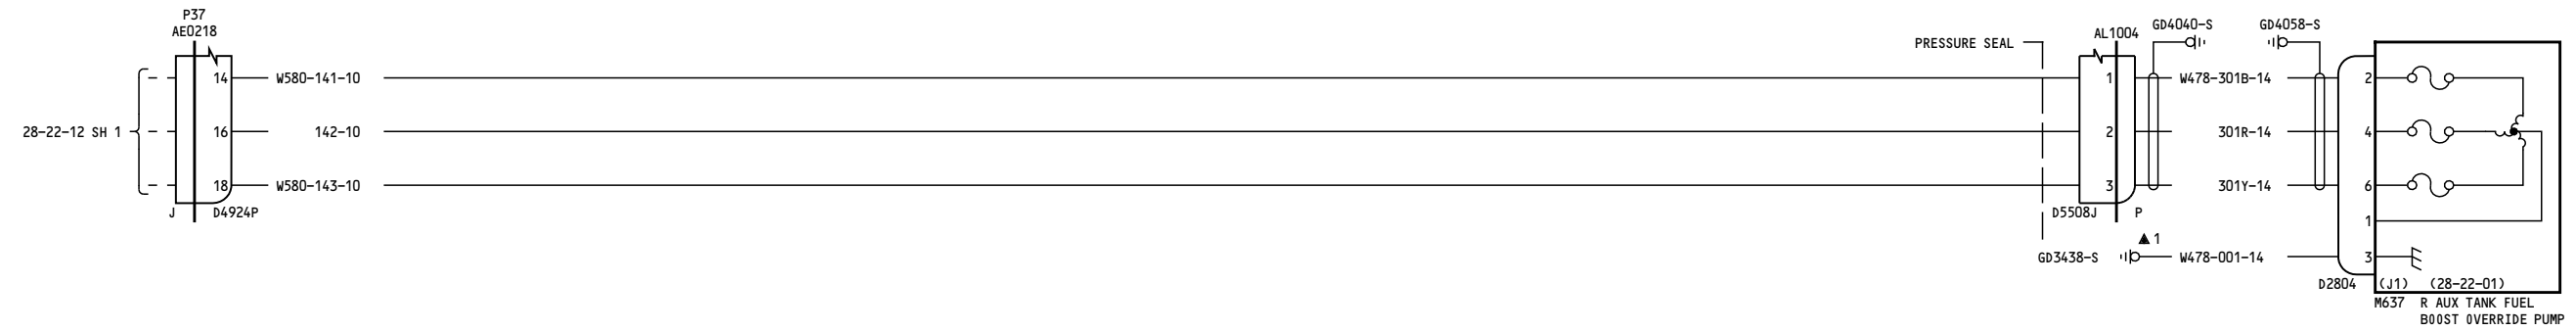 P37
AE0218
28-22-12 SH 1
14 W580-141-10
16 142-10
18 W580-143-10
J D4924P
PRESSURE SEAL
AL1004
GD4040-S
GD4058-S
1 W478-301B-14 2
2 301R-14 4
3 301Y-14 6
D5508J P
1
1
GD3438-S W478-001-14 3
D2804 (J1) (28-22-01)
M637 R AUX TANK FUEL
BOOST OVERRIDE PUMP